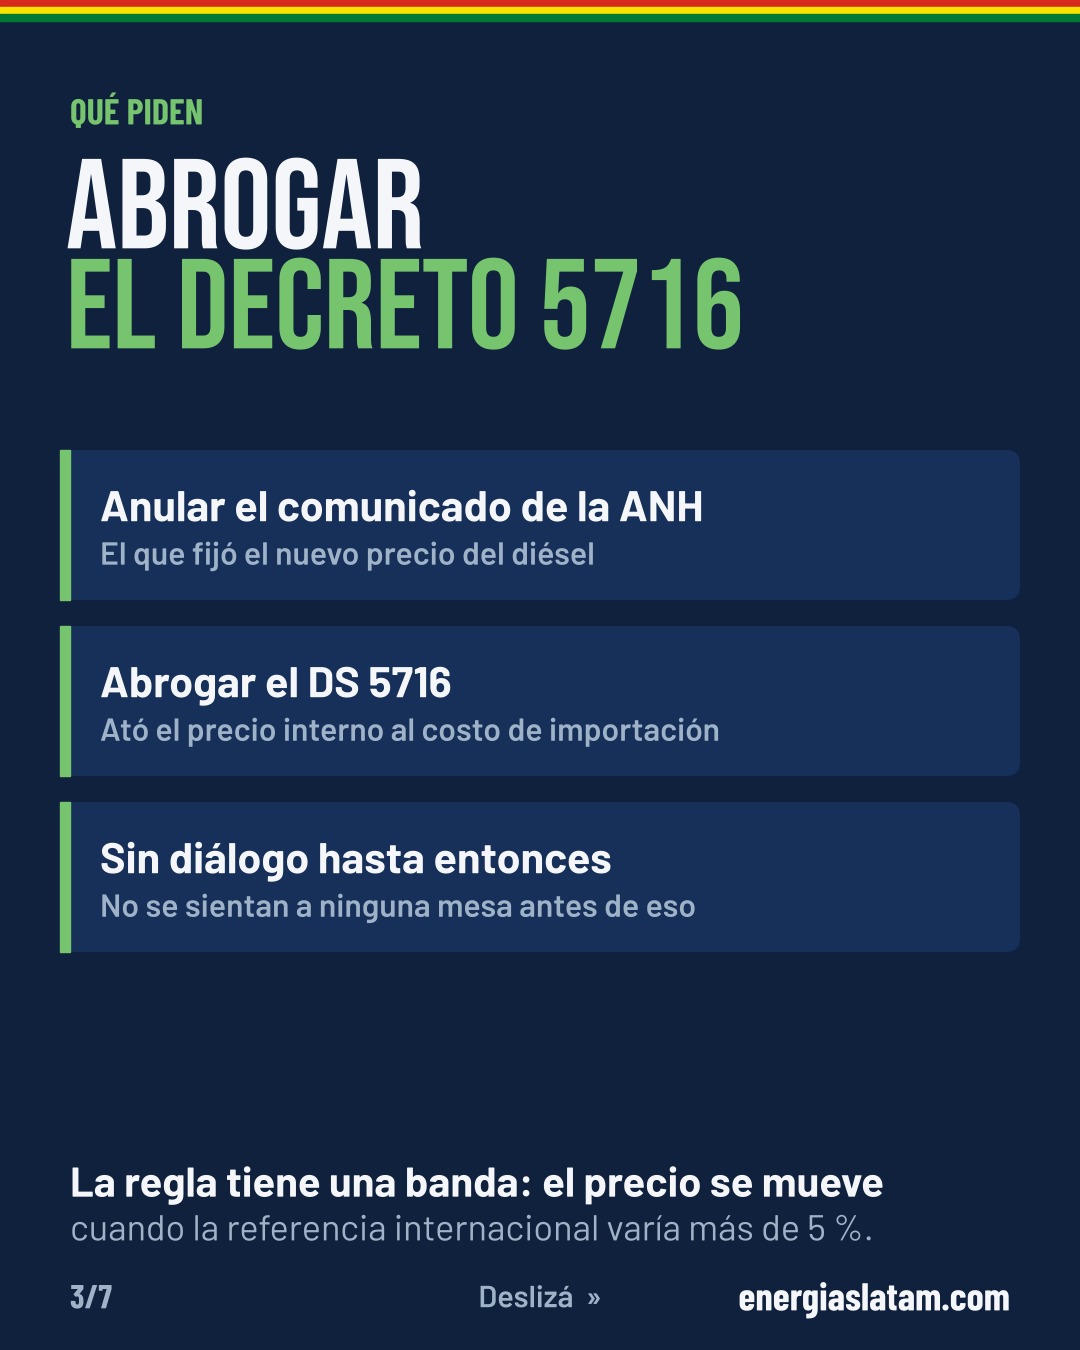 QUÉ PIDEN
ABROGAR
EL DECRETO 5716
Anular el comunicado de la ANH
El que fijó el nuevo precio del diésel
Abrogar el DS 5716
Ató el precio interno al costo de importación
Sin diálogo hasta entonces
No se sientan a ninguna mesa antes de eso
La regla tiene una banda: el precio se mueve
cuando la referencia internacional varía más de 5 %.
3/7
Deslizá »
energiaslatam.com